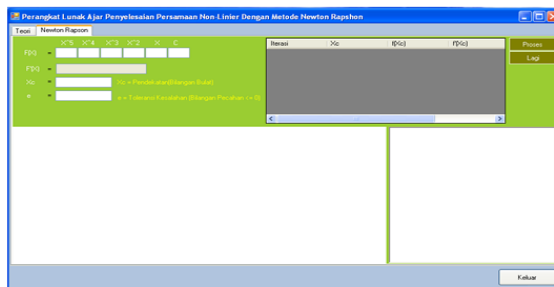 Perangkat Lunak Ajar Penyelesaian Persamaan Non-Linier Dengan Metode Newton Rapshon
Teori Newton Rapson
X^5 X^4 X^3 X^2 X C
F(X) =
F'(X) =
Xo = Xo = Pendekatan(Bilangan Bulat)
e = e = Toleransi Kesalahan (Bilangan Pecahan >= 0)
Iterasi Xo f(Xo) f'(Xo)
Proses
Lagi
Keluar